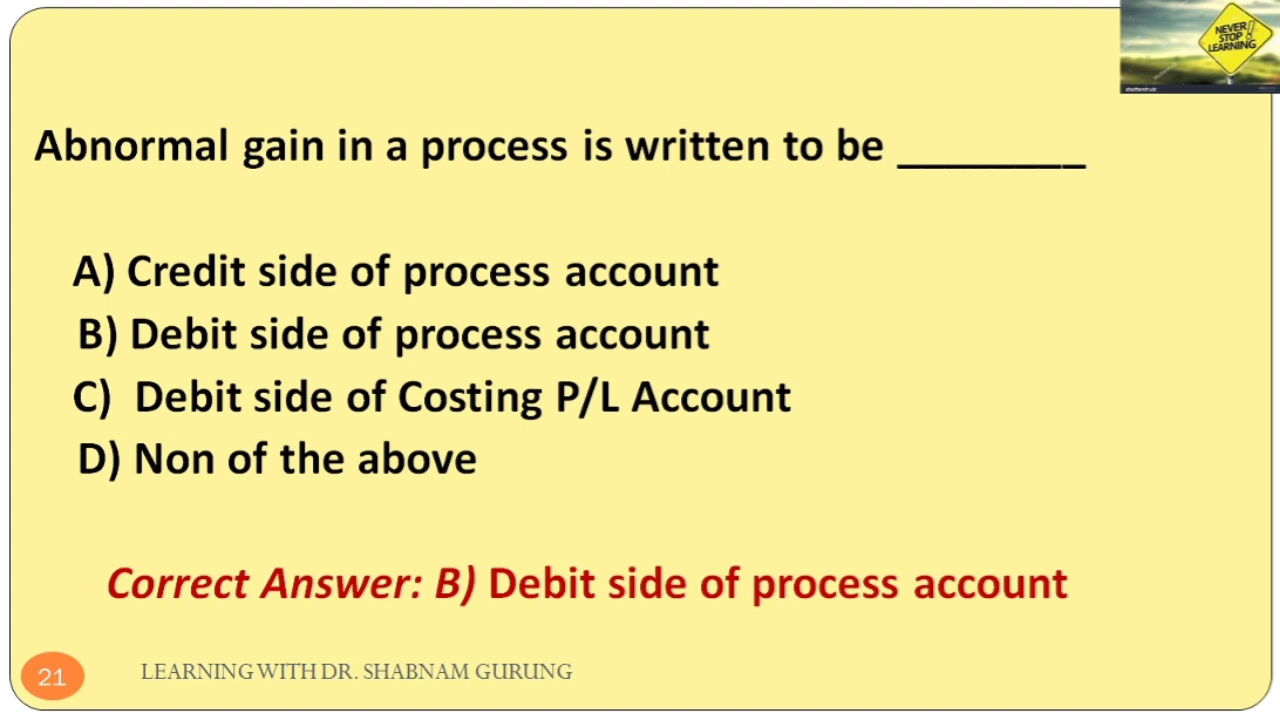 NEVER
STOP !
LEARNING
shutterstock
Abnormal gain in a process is written to be ________
A) Credit side of process account
B) Debit side of process account
C) Debit side of Costing P/L Account
D) Non of the above
Correct Answer: B) Debit side of process account
21
LEARNING WITH DR. SHABNAM GURUNG